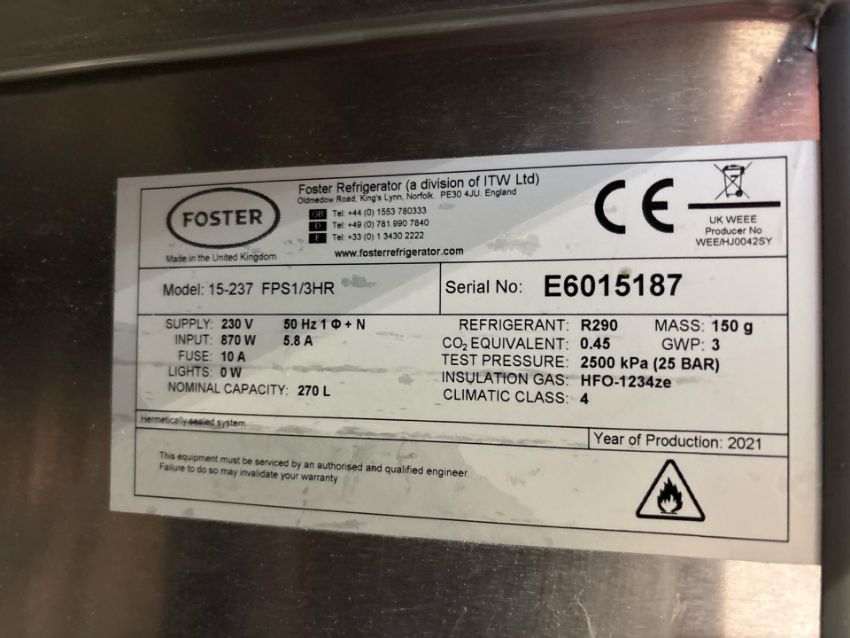 FOSTER
Made in the United Kingdom
Foster Refrigerator (a division of ITW Ltd)
Oldmedow Road, King's Lynn, Norfolk. PE30 4JU. England
GB Tel: +44 (0) 1553 780333
D Tel: +49 (0) 781 990 7840
F Tel: +33 (0) 1 3430 2222
www.fosterrefrigerator.com
CE
UK WEEE
Producer No
WEE/HJ0042SY
Model: 15-237 FPS1/3HR
Serial No: E6015187
SUPPLY: 230 V 50 Hz 1 Φ + N
INPUT: 870 W 5.8 A
FUSE: 10 A
LIGHTS: 0 W
NOMINAL CAPACITY: 270 L
REFRIGERANT: R290 MASS: 150 g
CO₂ EQUIVALENT: 0.45 GWP: 3
TEST PRESSURE: 2500 kPa (25 BAR)
INSULATION GAS: HFO-1234ze
CLIMATIC CLASS: 4
Hermetically sealed system
Year of Production: 2021
This equipment must be serviced by an authorised and qualified engineer.
Failure to do so may invalidate your warranty